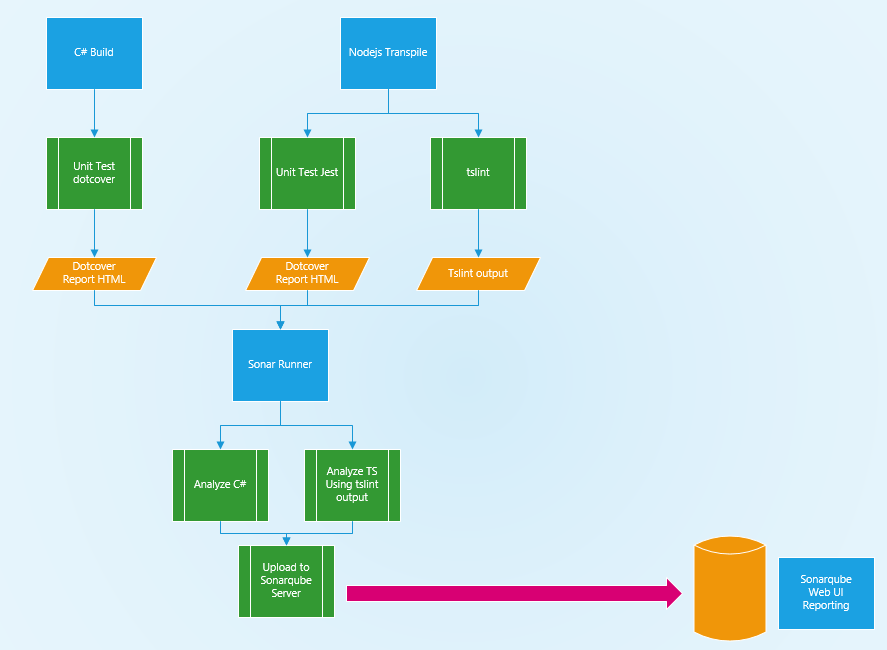 C# Build
Nodejs Transpile
Unit Test
dotcover
Unit Test Jest
tslint
Dotcover
Report HTML
Dotcover
Report HTML
Tslint output
Sonar Runner
Analyze C#
Analyze TS
Using tslint
output
Upload to
Sonarqube
Server
Sonarqube
Web UI
Reporting